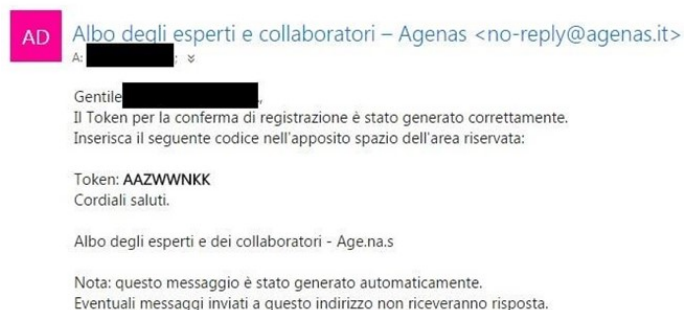 AD
Albo degli esperti e collaboratori – Agenas <no-reply@agenas.it>
A: ;
Gentile ,
Il Token per la conferma di registrazione è stato generato correttamente.
Inserisca il seguente codice nell'apposito spazio dell'area riservata:
Token: AAZWWNKK
Cordiali saluti.
Albo degli esperti e dei collaboratori - Age.na.s
Nota: questo messaggio è stato generato automaticamente.
Eventuali messaggi inviati a questo indirizzo non riceveranno risposta.